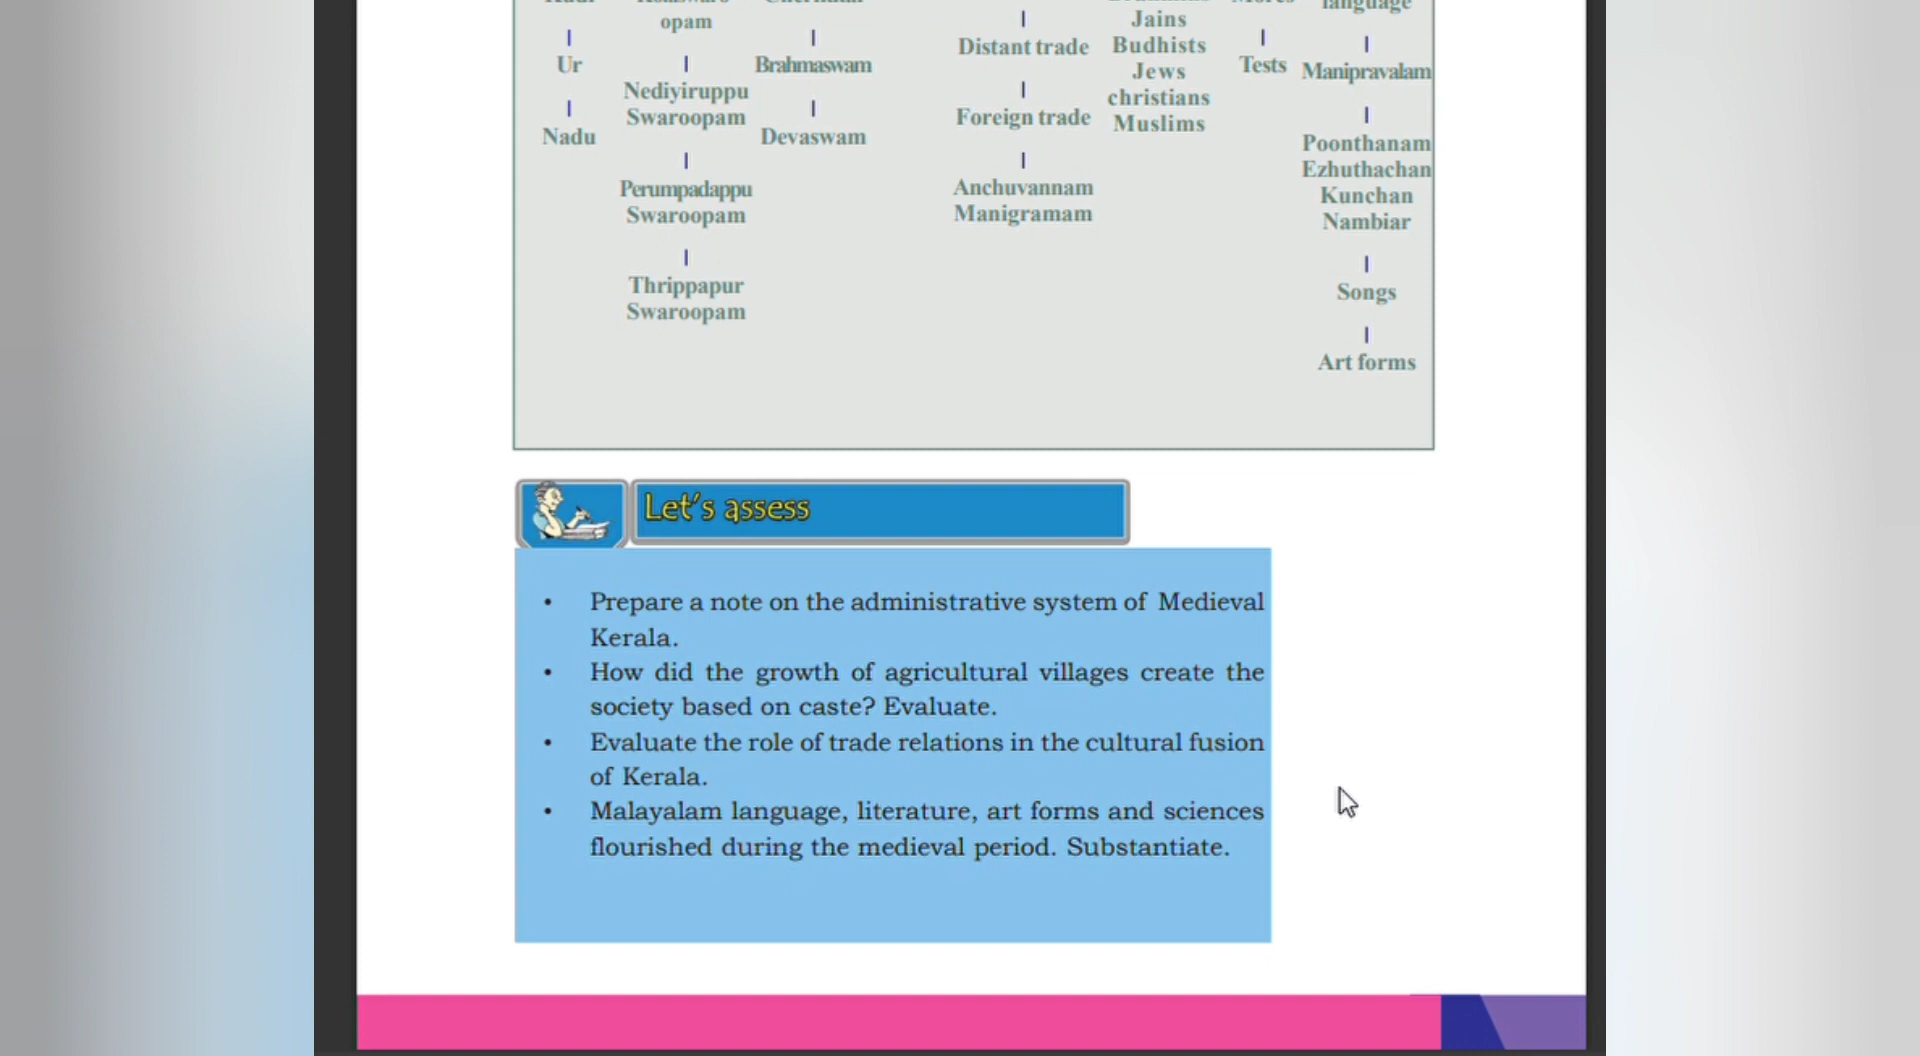 language
opam
Jains
Distant trade
Budhists
Ur
Brahmaswam
Jews
Tests
Manipravalam
Nediyiruppu
Swaroopam
christians
Foreign trade
Muslims
Nadu
Devaswam
Poonthanam
Ezhuthachan
Kunchan
Nambiar
Perumpadappu
Swaroopam
Anchuvannam
Manigramam
Thrippapur
Swaroopam
Songs
Art forms
Let's assess
• Prepare a note on the administrative system of Medieval
Kerala.
• How did the growth of agricultural villages create the
society based on caste? Evaluate.
• Evaluate the role of trade relations in the cultural fusion
of Kerala.
• Malayalam language, literature, art forms and sciences
flourished during the medieval period. Substantiate.